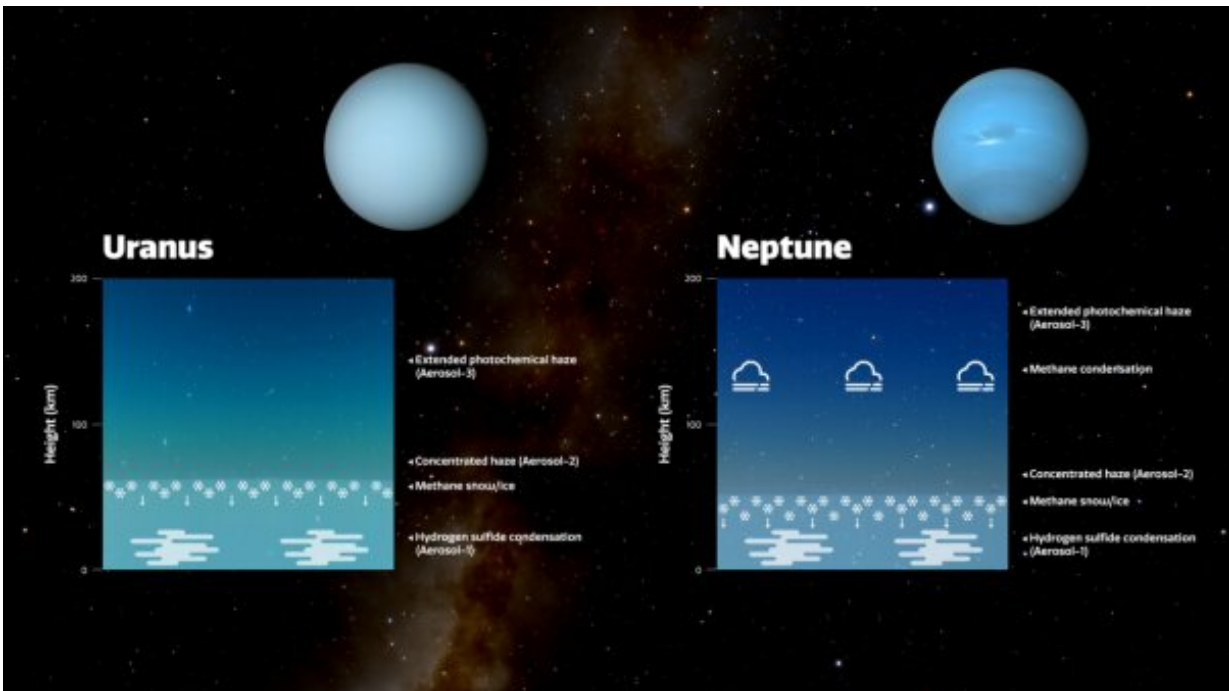 Uranus
Height (km)
200
100
0
Extended photochemical haze
(Aerosol-3)
Concentrated haze (Aerosol-2)
Methane snow/ice
Hydrogen sulfide condensation
(Aerosol-1)
Neptune
Height (km)
200
100
0
Extended photochemical haze
(Aerosol-3)
Methane condensation
Concentrated haze (Aerosol-2)
Methane snow/ice
Hydrogen sulfide condensation
(Aerosol-1)